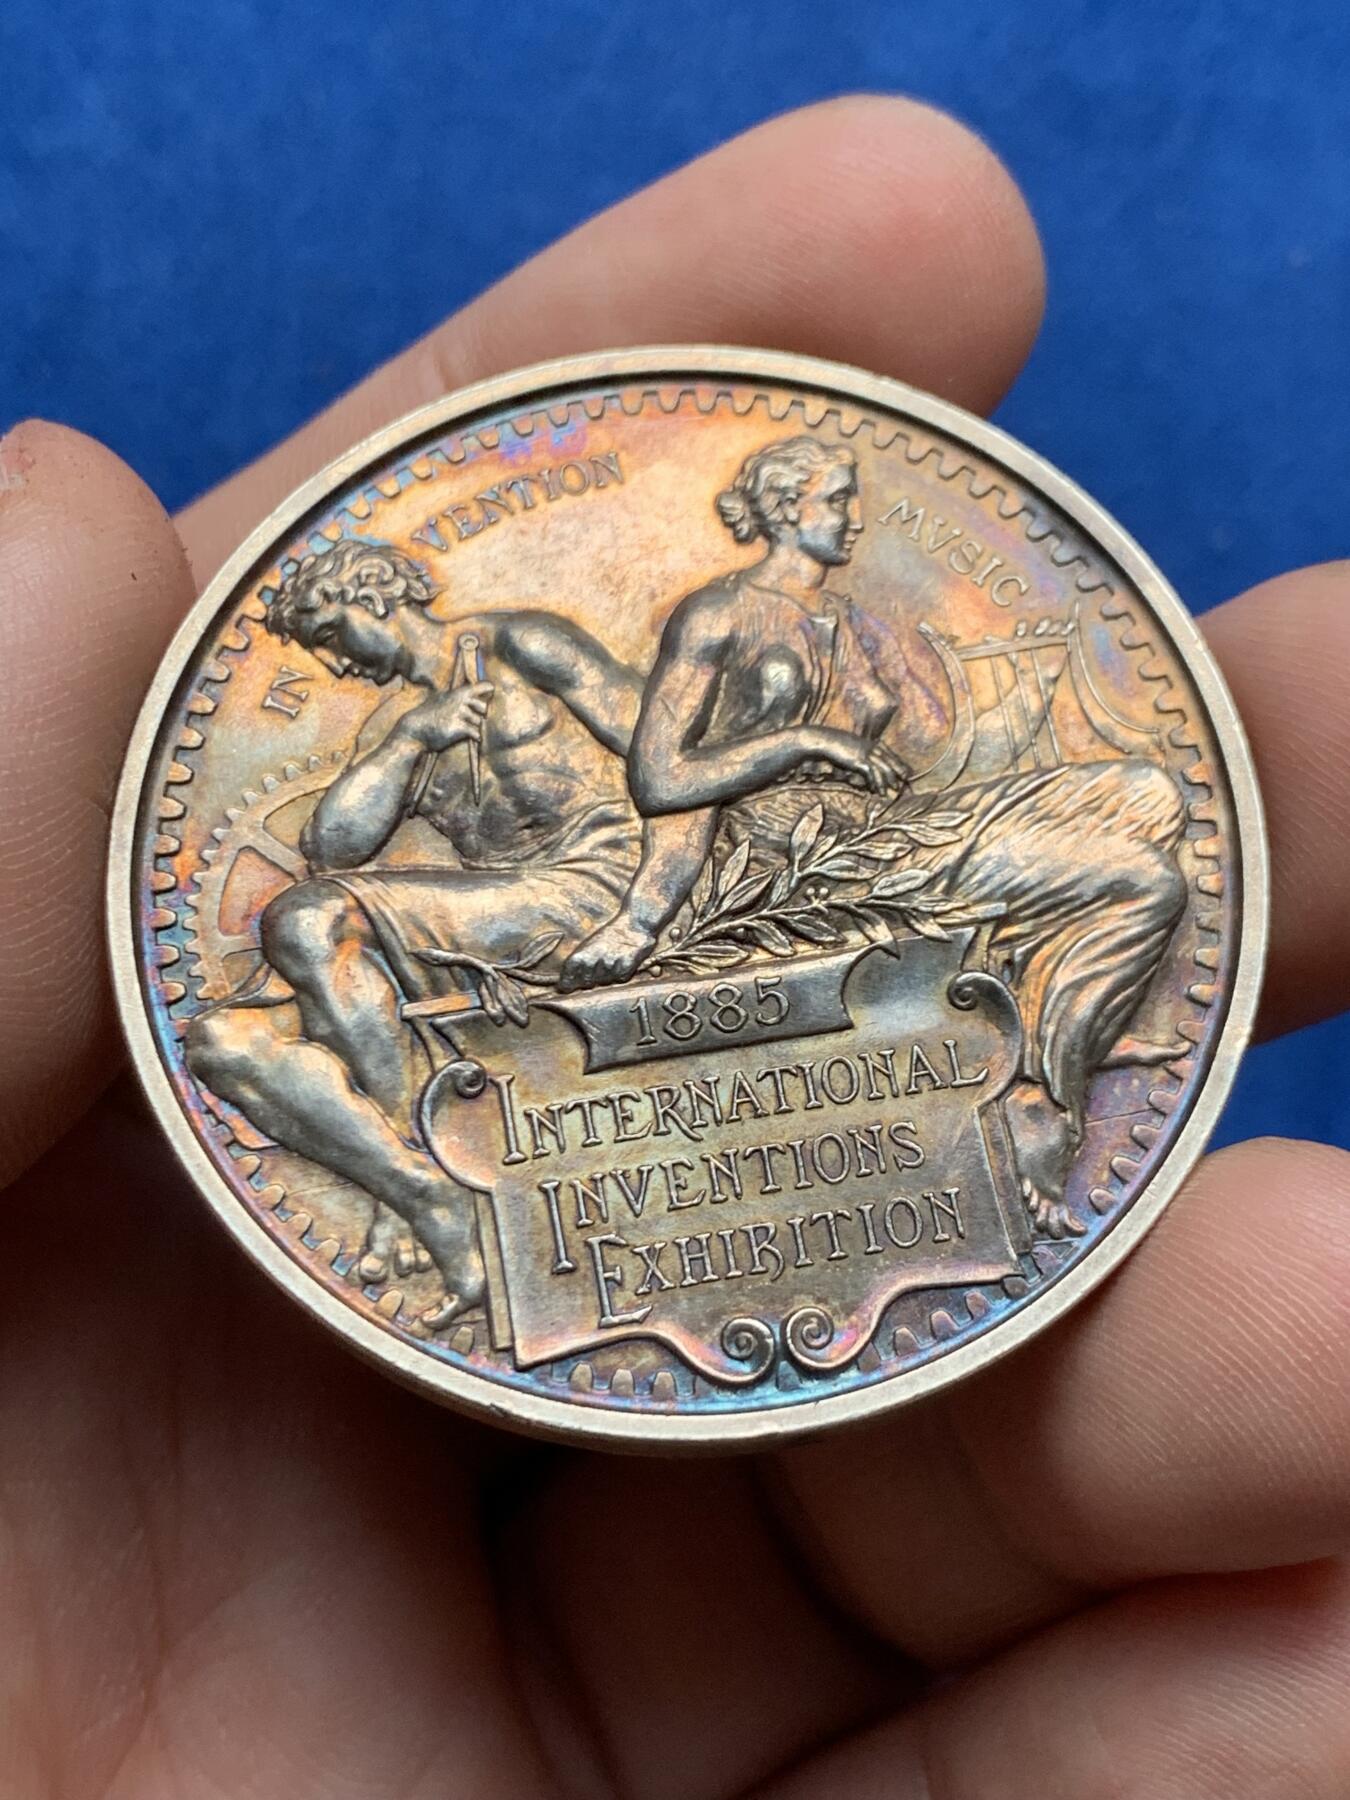 IN VENTION
MVSIC
1885
INTERNATIONAL
INVENTIONS
EXHIBITION